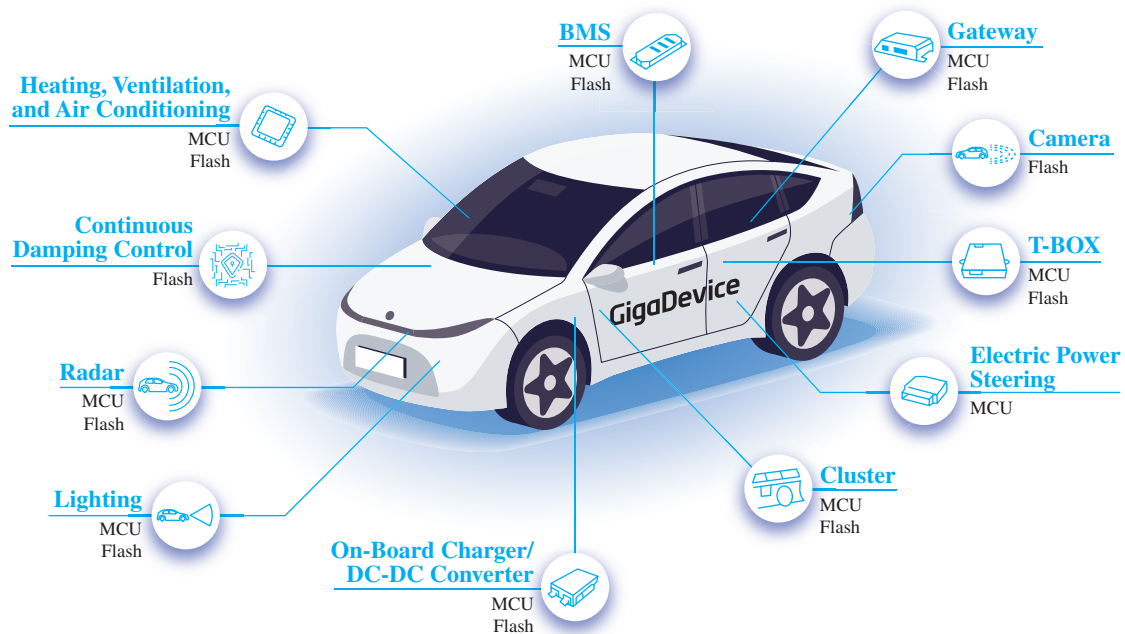 BMS
MCU
Flash
Gateway
MCU
Flash
Heating, Ventilation,
and Air Conditioning
MCU
Flash
Camera
Flash
Continuous
Damping Control
Flash
T-BOX
MCU
Flash
GigaDevice
Radar
MCU
Flash
Electric Power
Steering
MCU
Lighting
MCU
Flash
Cluster
MCU
Flash
On-Board Charger/
DC-DC Converter
MCU
Flash